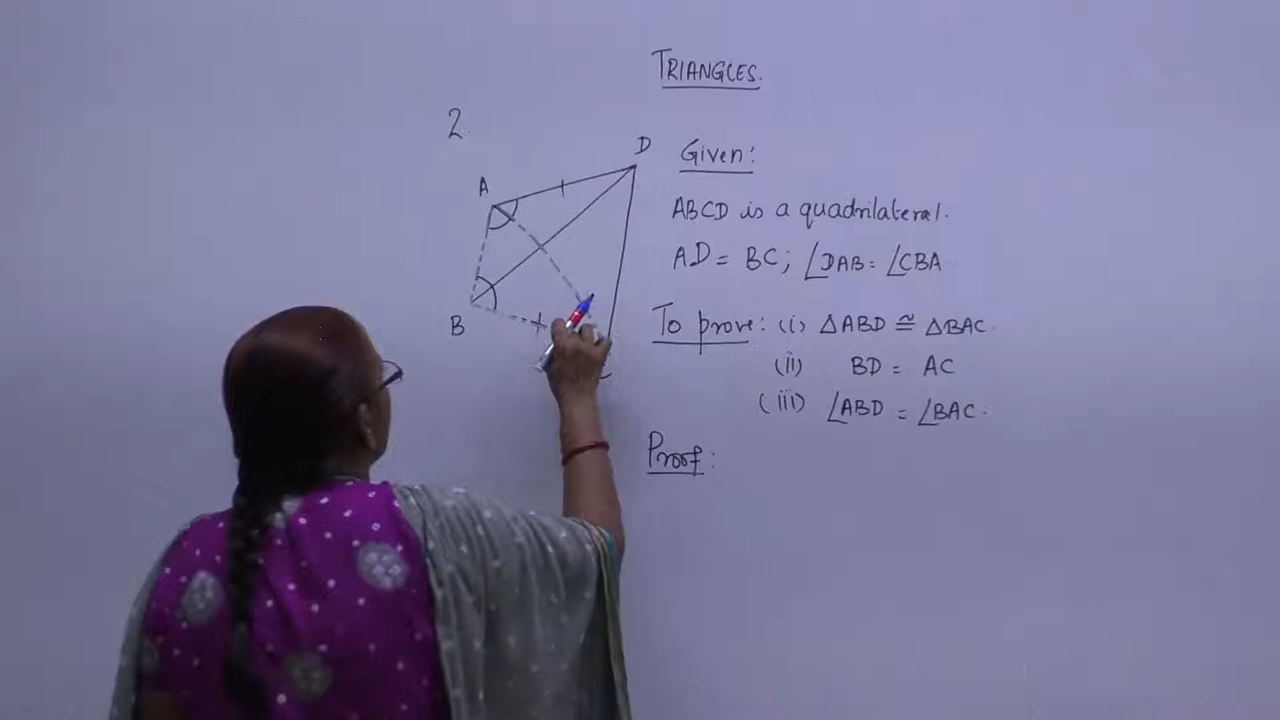 TRIANGLES.
2.
D
A
B
Given:
ABCD is a quadrilateral.
AD = BC; ∠DAB = ∠CBA
To prove: (i) ΔABD ≅ ΔBAC.
(ii) BD = AC
(iii) ∠ABD = ∠BAC.
Proof: